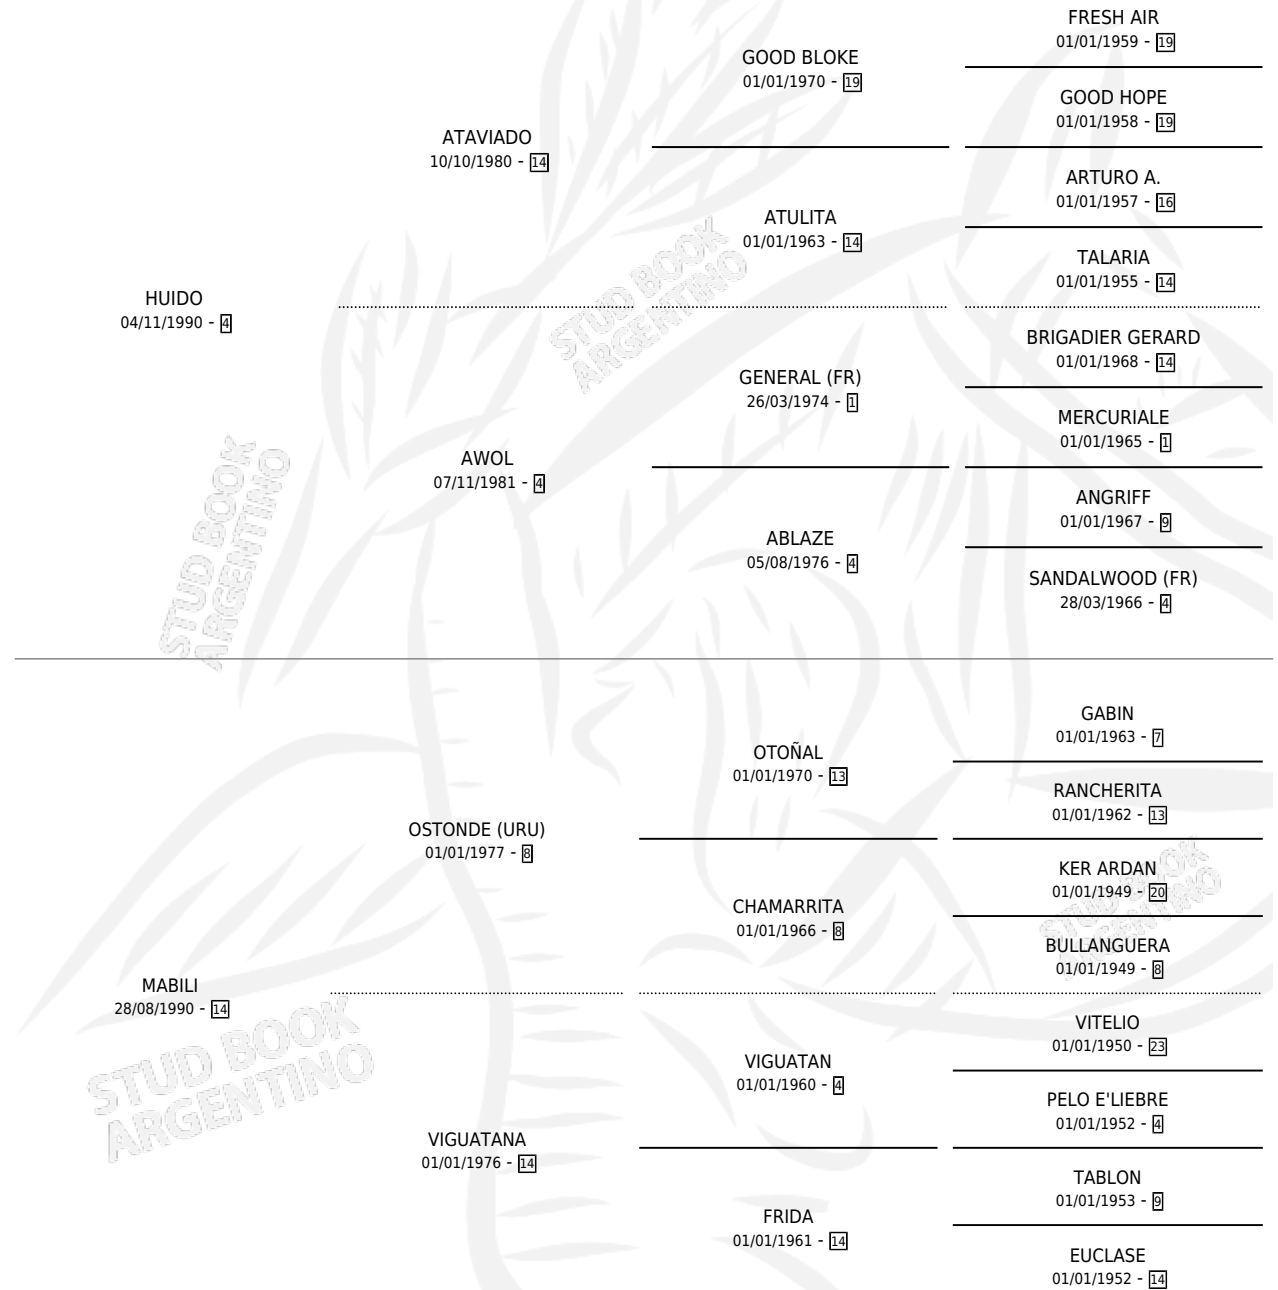 FRESH AIR
01/01/1959 - 19
GOOD BLOKE
01/01/1970 - 19
GOOD HOPE
01/01/1958 - 19
ATAVIADO
10/10/1980 - 14
ARTURO A.
01/01/1957 - 16
ATULITA
01/01/1963 - 14
TALARIA
01/01/1955 - 14
HUIDO
04/11/1990 - 4
BRIGADIER GERARD
01/01/1968 - 14
GENERAL (FR)
26/03/1974 - 1
MERCURIALE
01/01/1965 - 1
AWOL
07/11/1981 - 4
ANGRIFF
01/01/1967 - 9
ABLAZE
05/08/1976 - 4
SANDALWOOD (FR)
28/03/1966 - 4
GABIN
01/01/1963 - 7
OTOÑAL
01/01/1970 - 13
RANCHERITA
01/01/1962 - 13
OSTONDE (URU)
01/01/1977 - 8
KER ARDAN
01/01/1949 - 20
CHAMARRITA
01/01/1966 - 8
BULLANGUERA
01/01/1949 - 8
MABILI
28/08/1990 - 14
VITELIO
01/01/1950 - 23
VIGUATAN
01/01/1960 - 4
PELO E'LIEBRE
01/01/1952 - 4
VIGUATANA
01/01/1976 - 14
TABLON
01/01/1953 - 9
FRIDA
01/01/1961 - 14
EUCLASE
01/01/1952 - 14
STUD BOOK
ARGENTINO
STUD BOOK
ARGENTINO
STUD BOOK
ARGENTINO
STUD BOOK
ARGENTINO